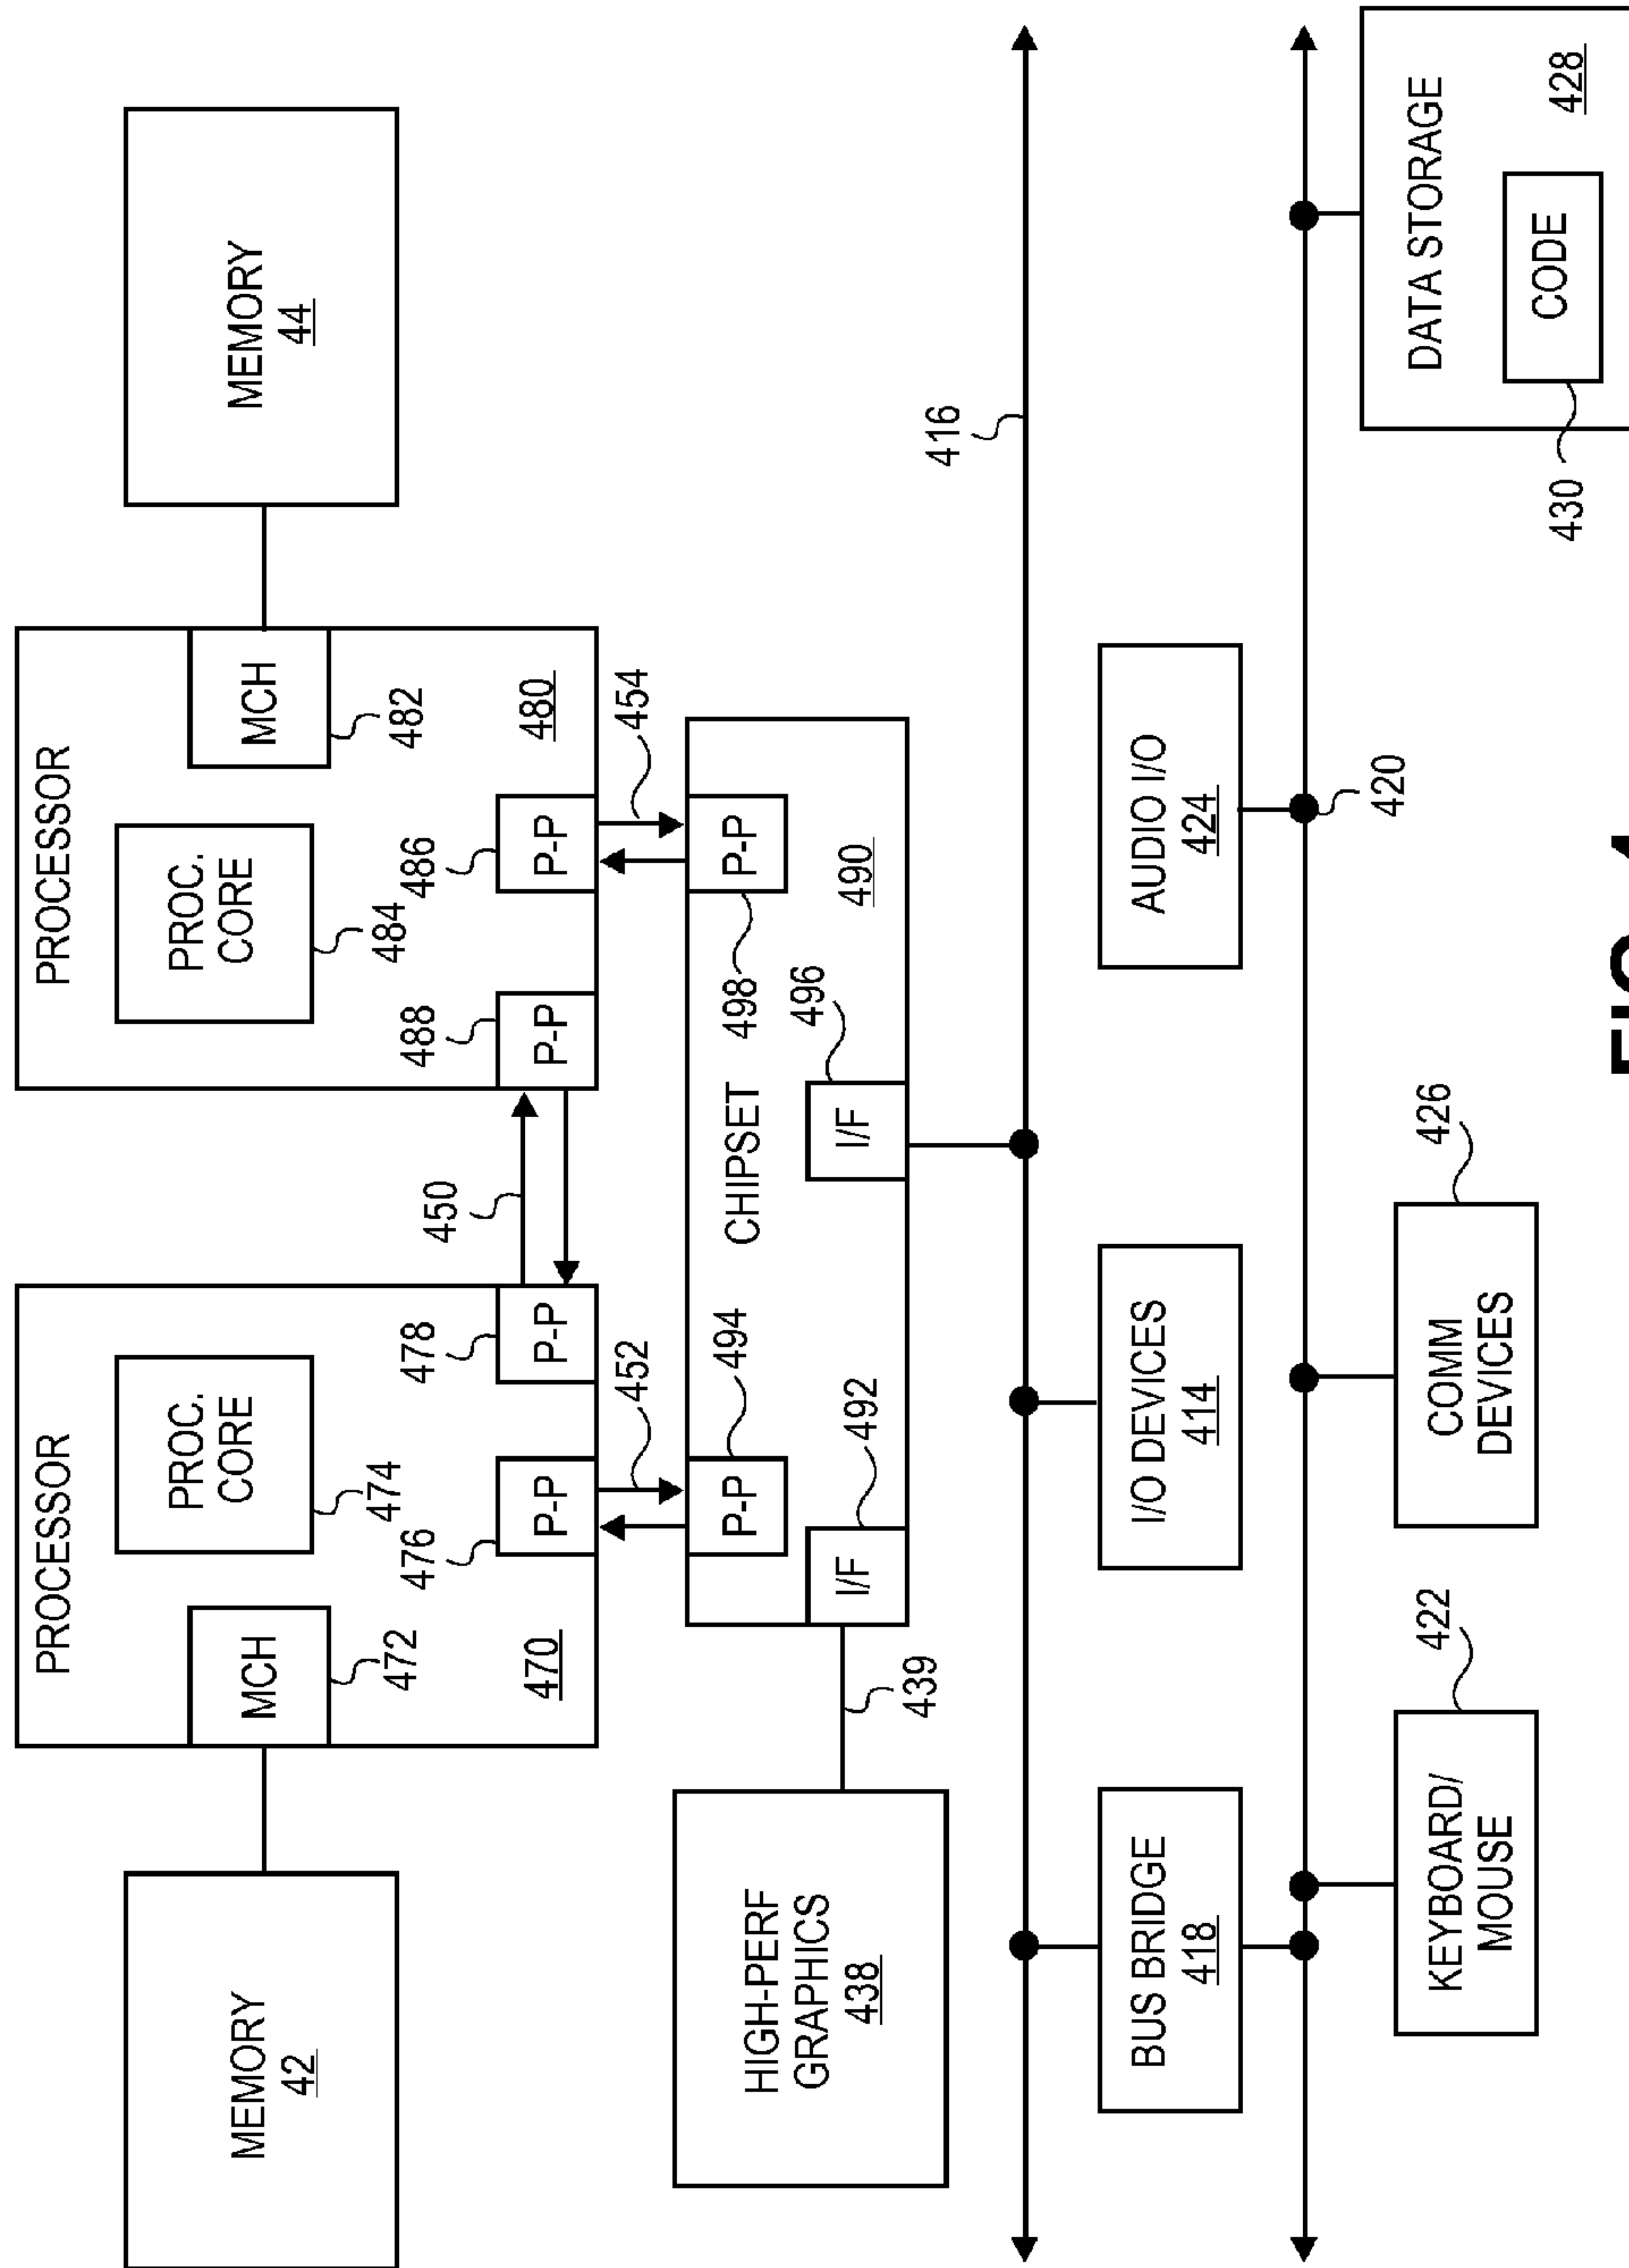 PROCESSOR
PROCESSOR
MEMORY
42
MCH
472
PROC.
CORE
474
PROC.
CORE
484
MCH
482
MEMORY
44
470
476
P-P
478
P-P
450
488
P-P
486
P-P
480
452
454
HIGH-PERF
GRAPHICS
438
439
P-P
494
CHIPSET
498
P-P
490
I/F
492
I/F
496
416
BUS BRIDGE
418
I/O DEVICES
414
AUDIO I/O
424
420
KEYBOARD/
MOUSE
422
COMM
DEVICES
426
DATA STORAGE
CODE
430
428